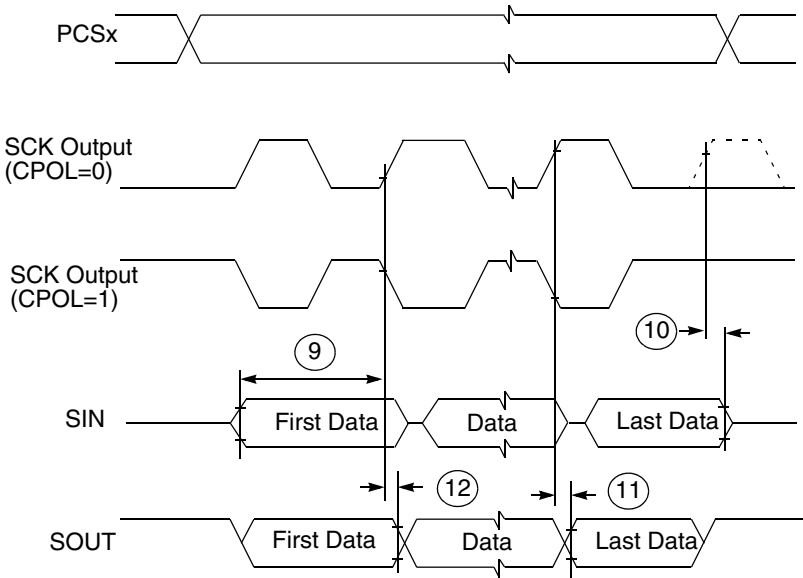 PCSx
SCK Output
(CPOL=0)
SCK Output
(CPOL=1)
10
9
SIN
First Data
Data
Last Data
12
11
SOUT
First Data
Data
Last Data